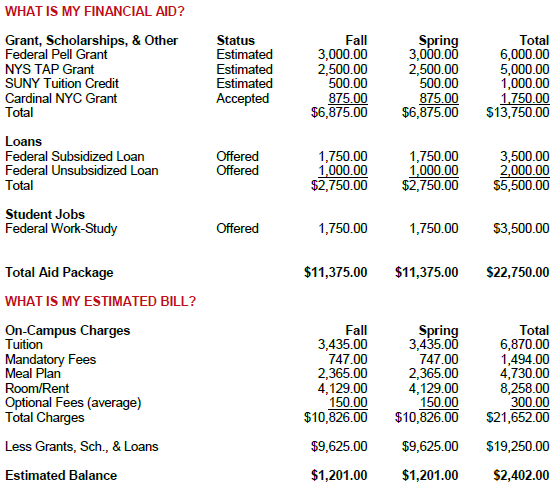 WHAT IS MY FINANCIAL AID?
Grant, Scholarships, & Other Status Fall Spring Total
Federal Pell Grant Estimated 3,000.00 3,000.00 6,000.00
NYS TAP Grant Estimated 2,500.00 2,500.00 5,000.00
SUNY Tuition Credit Estimated 500.00 500.00 1,000.00
Cardinal NYC Grant Accepted 875.00 875.00 1,750.00
Total $6,875.00 $6,875.00 $13,750.00
Loans
Federal Subsidized Loan Offered 1,750.00 1,750.00 3,500.00
Federal Unsubsidized Loan Offered 1,000.00 1,000.00 2,000.00
Total $2,750.00 $2,750.00 $5,500.00
Student Jobs
Federal Work-Study Offered 1,750.00 1,750.00 $3,500.00
Total Aid Package $11,375.00 $11,375.00 $22,750.00
WHAT IS MY ESTIMATED BILL?
On-Campus Charges Fall Spring Total
Tuition 3,435.00 3,435.00 6,870.00
Mandatory Fees 747.00 747.00 1,494.00
Meal Plan 2,365.00 2,365.00 4,730.00
Room/Rent 4,129.00 4,129.00 8,258.00
Optional Fees (average) 150.00 150.00 300.00
Total Charges $10,826.00 $10,826.00 $21,652.00
Less Grants, Sch., & Loans $9,625.00 $9,625.00 $19,250.00
Estimated Balance $1,201.00 $1,201.00 $2,402.00